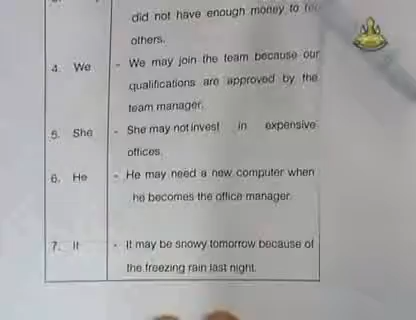 did not have enough money to
others.
4. We - We may join the team because our
qualifications are approved by the
team manager.
5. She - She may not invest in expensive
offices.
6. He - He may need a new computer when
he becomes the office manager.
7. It - It may be snowy tomorrow because of
the freezing rain last night.